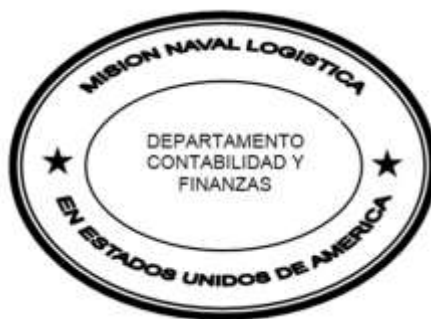 MISION NAVAL LOGISTICA
DEPARTAMENTO
CONTABILIDAD Y
FINANZAS
EN ESTADOS UNIDOS DE AMERICA